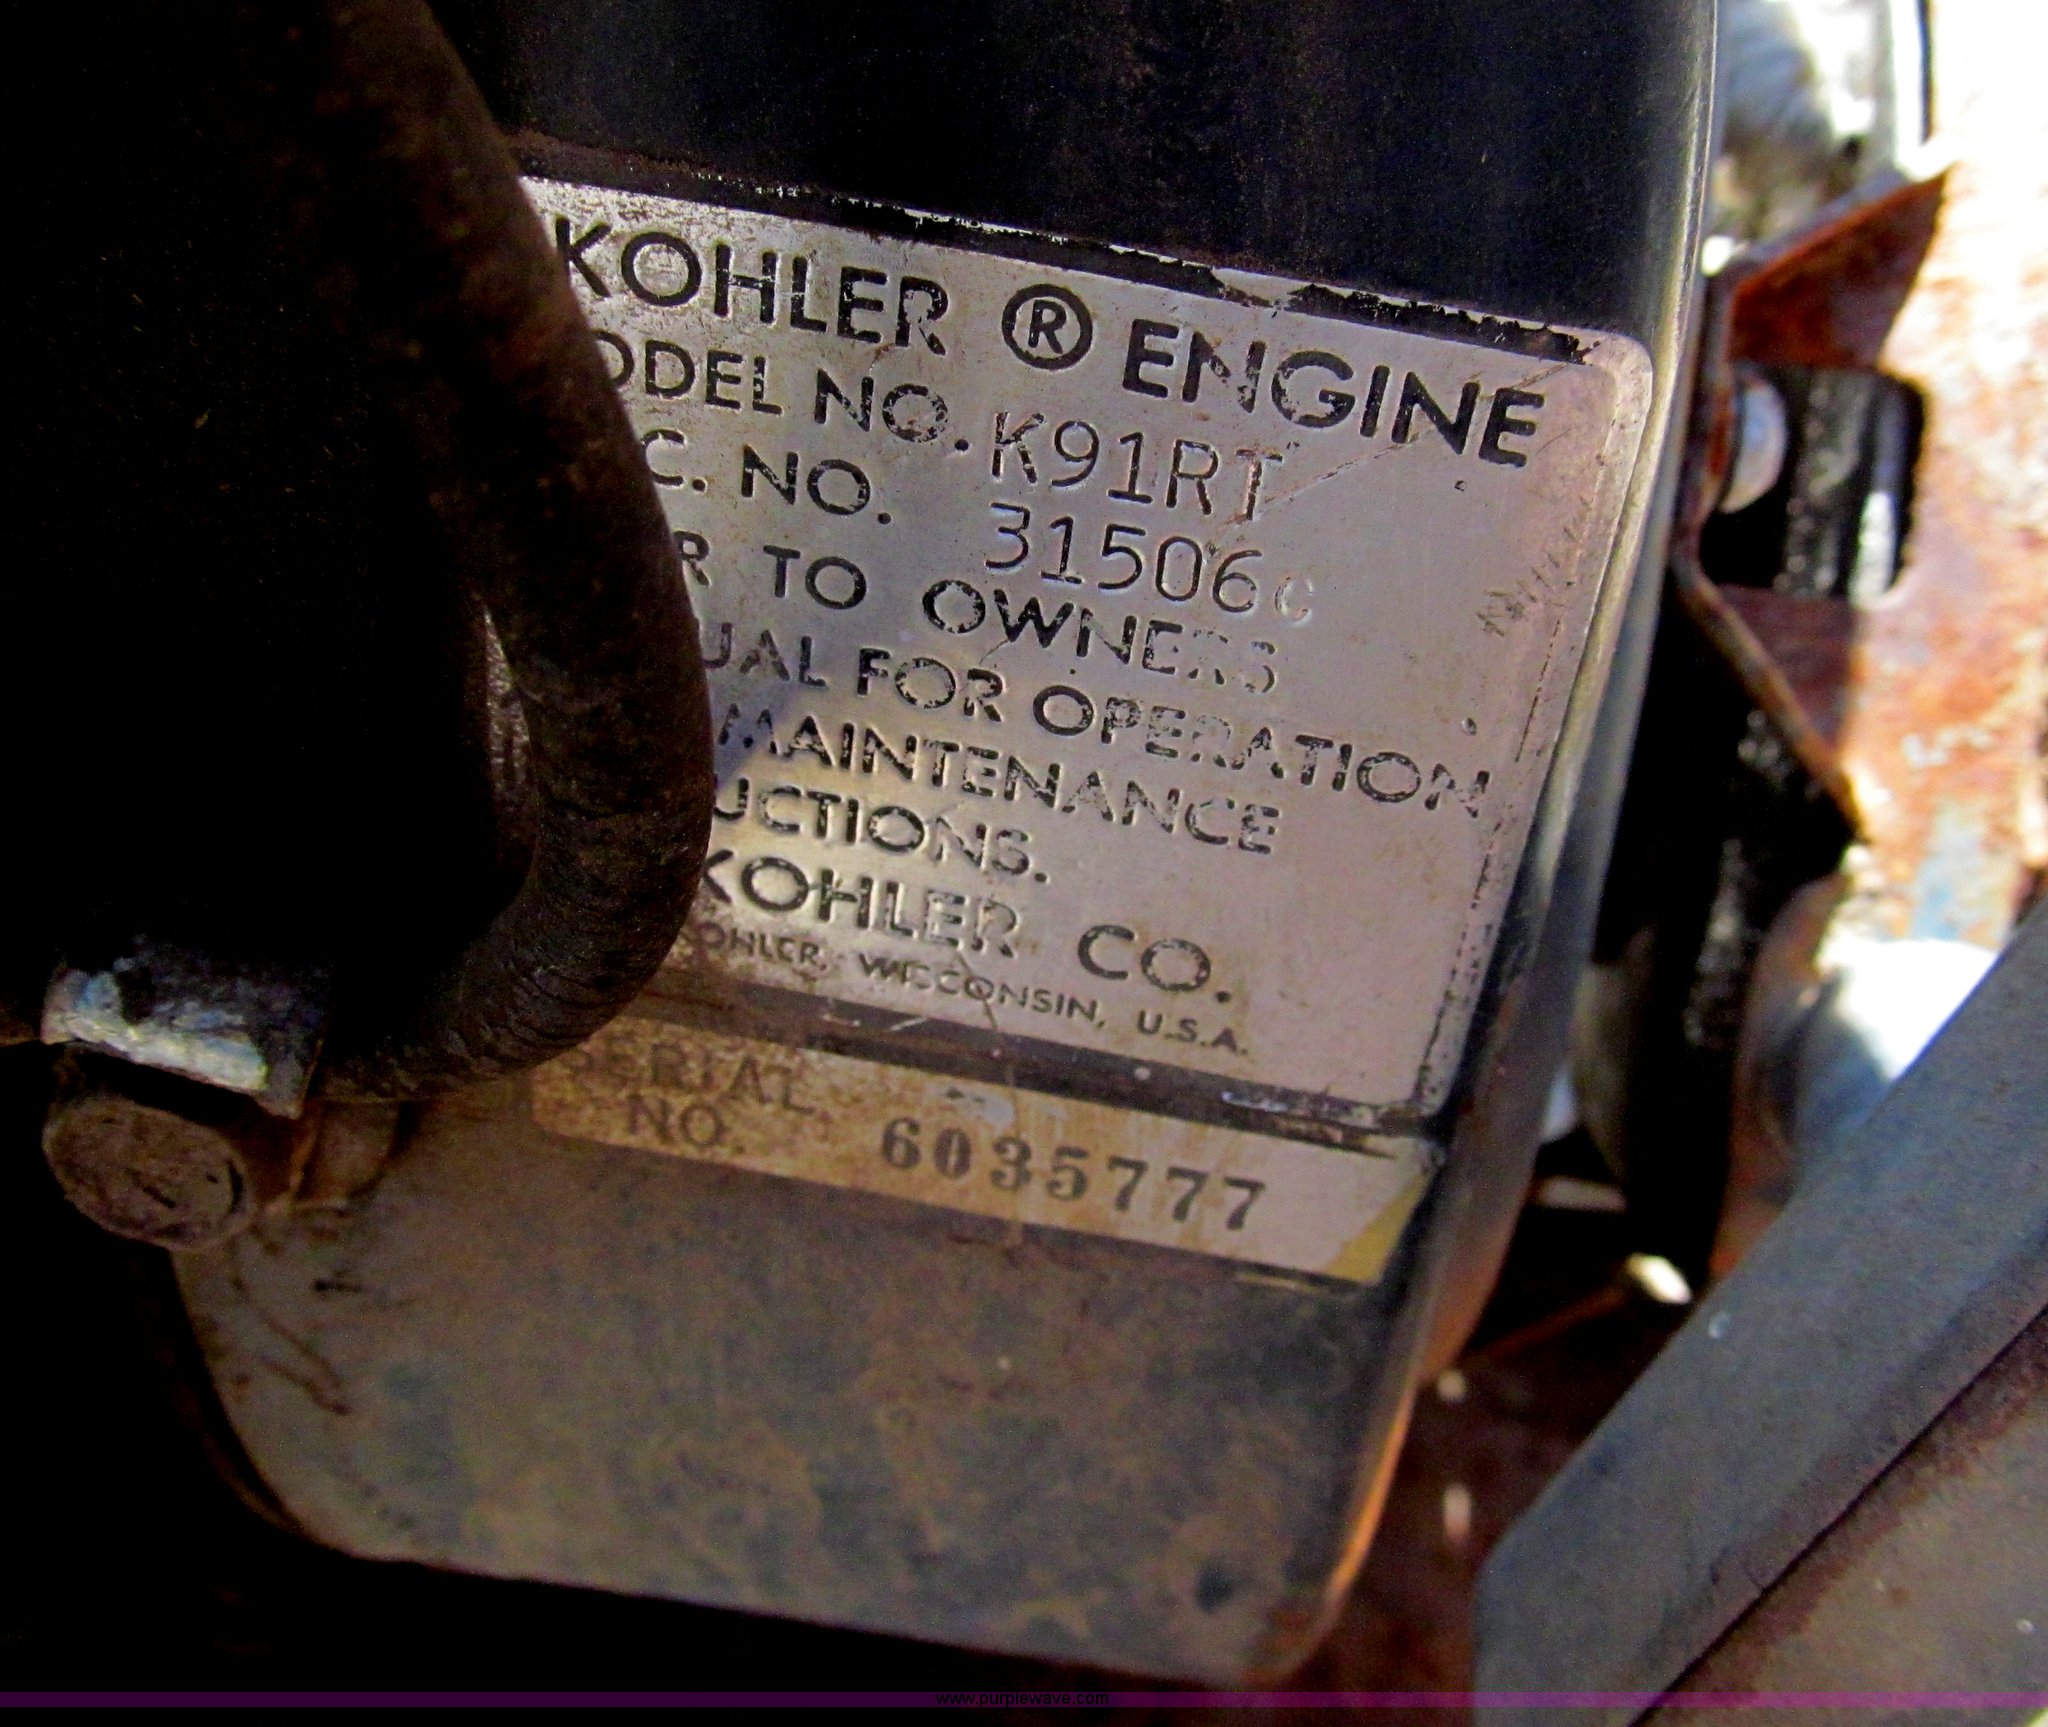 KOHLER ® ENGINE
ODEL NO. K91RT
C. NO. 31506C
R TO OWNERS
UAL FOR OPERATION
MAINTENANCE
UCTIONS.
KOHLER CO.
KOHLER, WISCONSIN, U.S.A.
SERIAL
NO. 6035777
www.purplewave.com